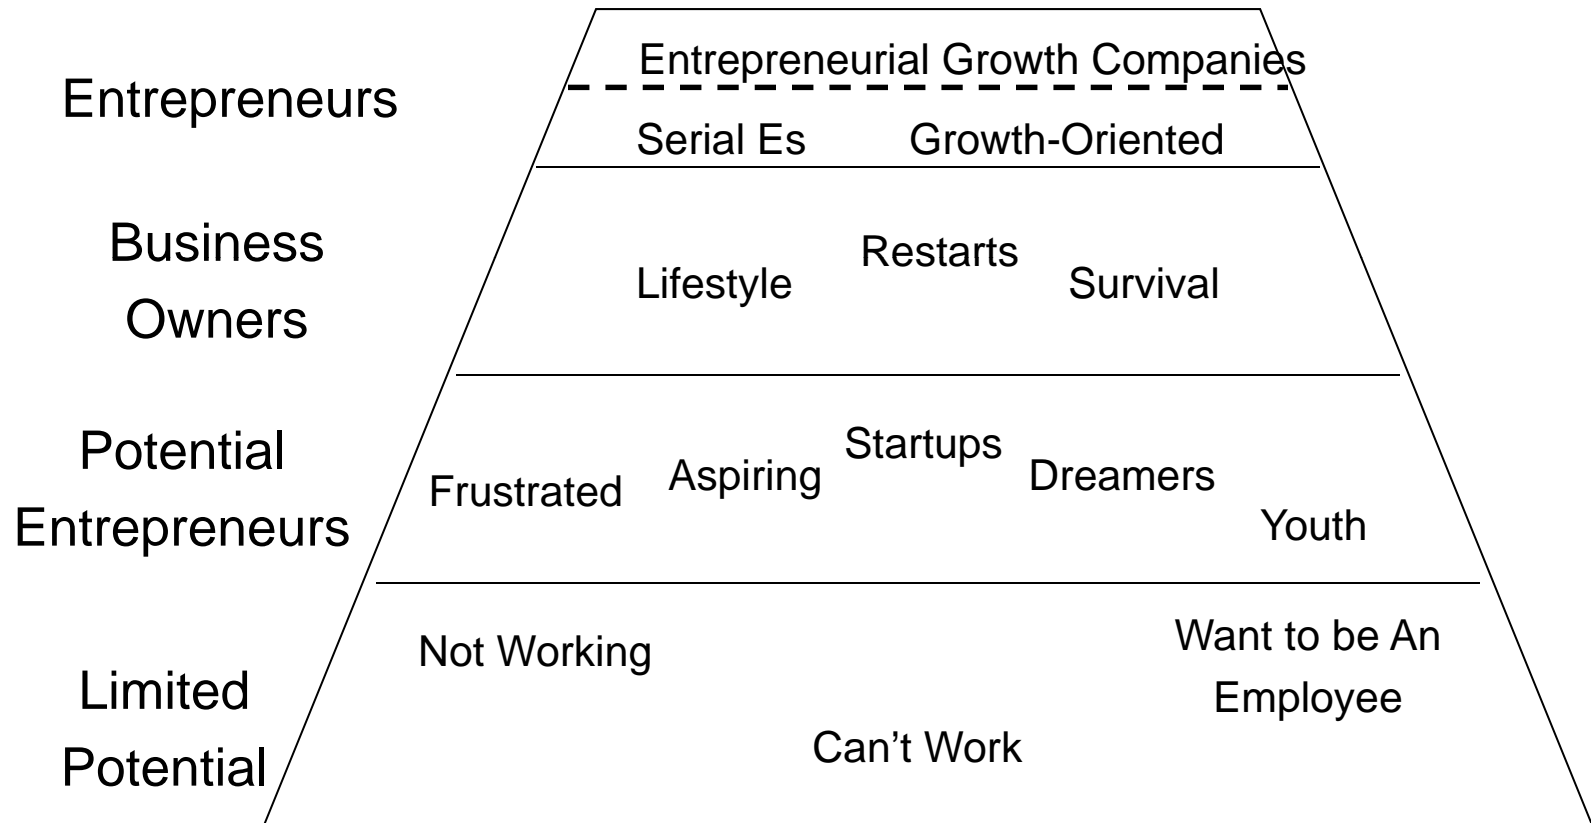 Entrepreneurial Growth Companies
Entrepreneurs
Serial Es
Growth-Oriented
Business
Owners
Restarts
Lifestyle
Survival
Potential
Entrepreneurs
Startups
Frustrated
Aspiring
Dreamers
Youth
Limited
Potential
Not Working
Want to be An
Employee
Can’t Work